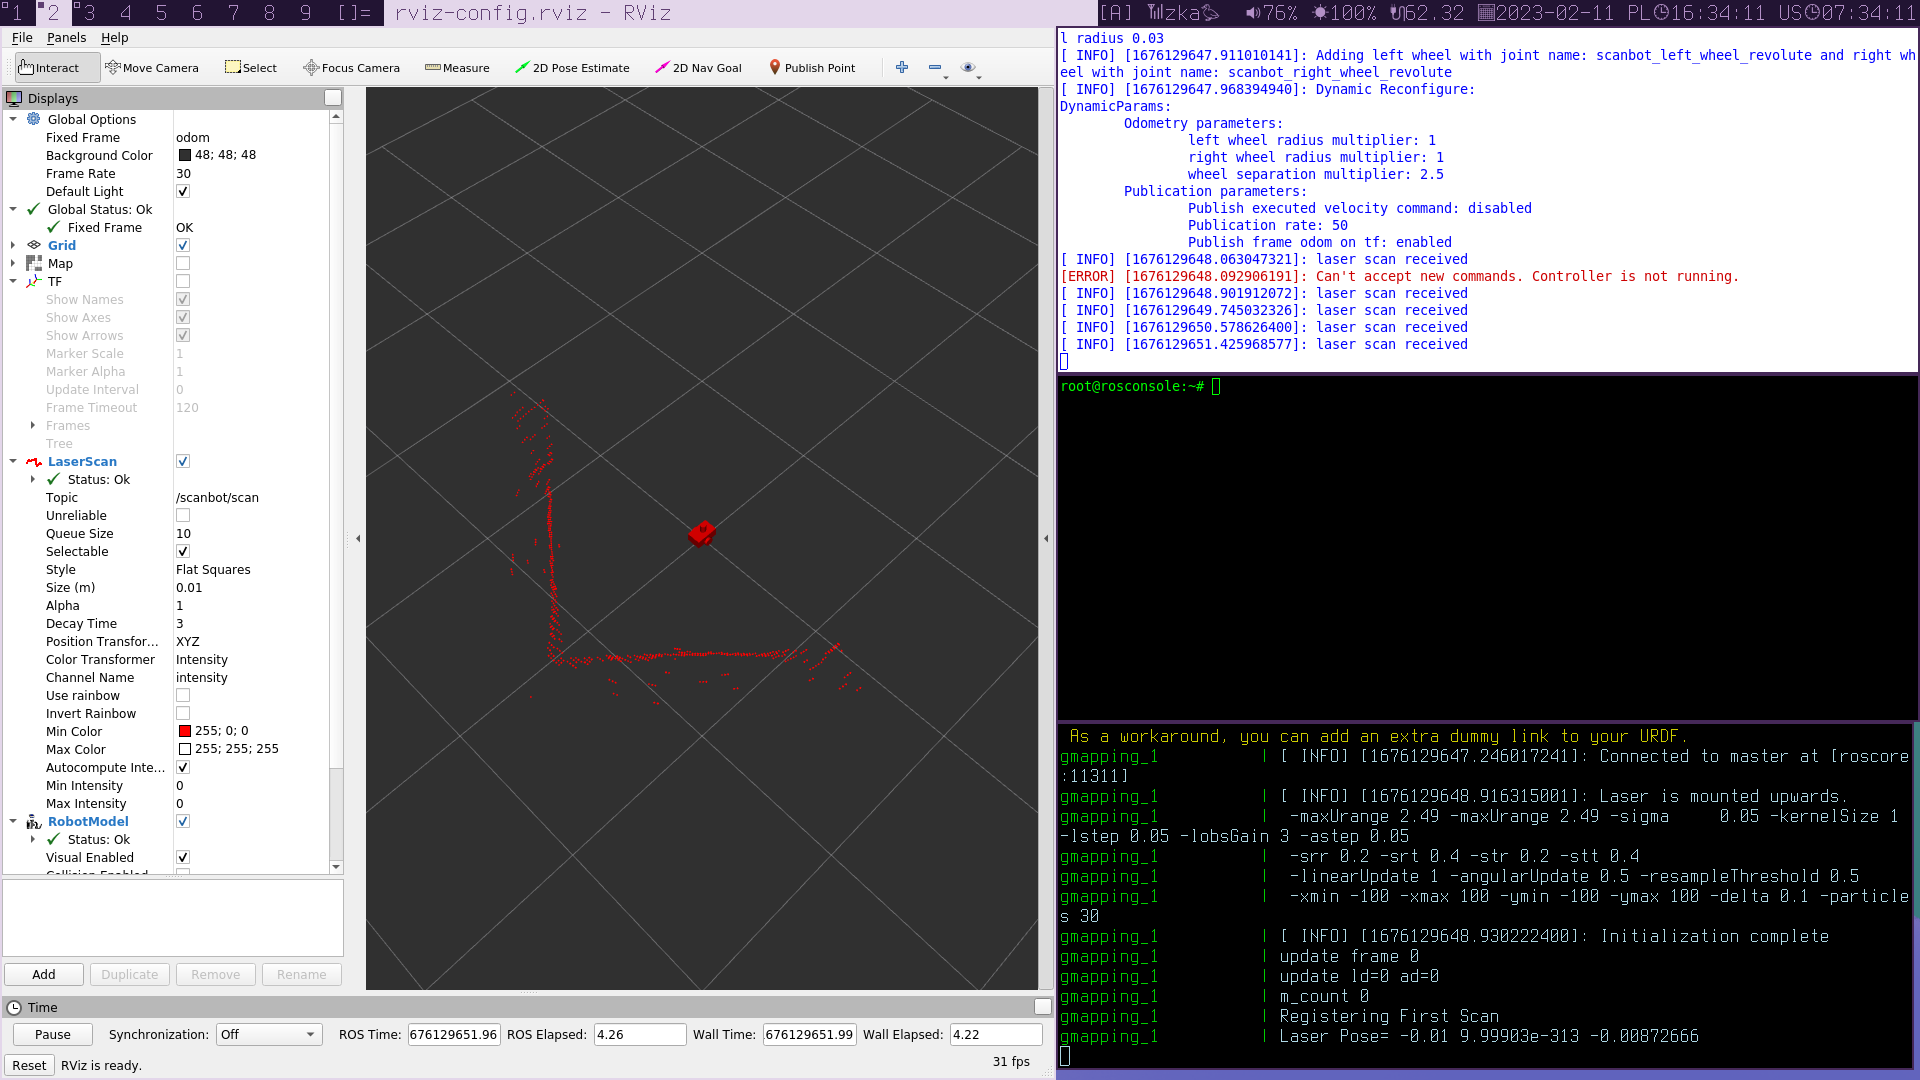 1 2 3 4 5 6 7 8 9 []= rviz-config.rviz - RViz
[A] zka 76% 100% 62.32 2023-02-11 PL 16:34:11 US 07:34:11
File Panels Help
Interact Move Camera Select Focus Camera Measure 2D Pose Estimate 2D Nav Goal Publish Point
Displays
Global Options
Fixed Frame odom
Background Color 48; 48; 48
Frame Rate 30
Default Light
Global Status: Ok
Fixed Frame OK
Grid
Map
TF
Show Names
Show Axes
Show Arrows
Marker Scale 1
Marker Alpha 1
Update Interval 0
Frame Timeout 120
Frames
Tree
LaserScan
Status: Ok
Topic /scanbot/scan
Unreliable
Queue Size 10
Selectable
Style Flat Squares
Size (m) 0.01
Alpha 1
Decay Time 3
Position Transfor... XYZ
Color Transformer Intensity
Channel Name intensity
Use rainbow
Invert Rainbow
Min Color 255; 0; 0
Max Color 255; 255; 255
Autocompute Inte...
Min Intensity 0
Max Intensity 0
RobotModel
Status: Ok
Visual Enabled
Collision Enabled
Add Duplicate Remove Rename
Time
Pause Synchronization: Off ROS Time: 676129651.96 ROS Elapsed: 4.26 Wall Time: .676129651.99 Wall Elapsed: 4.22
Reset RViz is ready. 31 fps
l radius 0.03
[ INFO] [1676129647.911010141]: Adding left wheel with joint name: scanbot_left_wheel_revolute and right wh
eel with joint name: scanbot_right_wheel_revolute
[ INFO] [1676129647.968394940]: Dynamic Reconfigure:
DynamicParams:
Odometry parameters:
left wheel radius multiplier: 1
right wheel radius multiplier: 1
wheel separation multiplier: 2.5
Publication parameters:
Publish executed velocity command: disabled
Publication rate: 50
Publish frame odom on tf: enabled
[ INFO] [1676129648.063047321]: laser scan received
[ERROR] [1676129648.092906191]: Can't accept new commands. Controller is not running.
[ INFO] [1676129648.901912072]: laser scan received
[ INFO] [1676129649.745032326]: laser scan received
[ INFO] [1676129650.578626400]: laser scan received
[ INFO] [1676129651.425968577]: laser scan received
root@rosconsole:~#
As a workaround, you can add an extra dummy link to your URDF.
gmapping_1 | [ INFO] [1676129647.246017241]: Connected to master at [roscore
:11311]
gmapping_1 | [ INFO] [1676129648.916315001]: Laser is mounted upwards.
gmapping_1 | -maxUrange 2.49 -maxUrange 2.49 -sigma 0.05 -kernelSize 1
-lstep 0.05 -lobsGain 3 -astep 0.05
gmapping_1 | -srr 0.2 -srt 0.4 -str 0.2 -stt 0.4
gmapping_1 | -linearUpdate 1 -angularUpdate 0.5 -resampleThreshold 0.5
gmapping_1 | -xmin -100 -xmax 100 -ymin -100 -ymax 100 -delta 0.1 -particle
s 30
gmapping_1 | [ INFO] [1676129648.930222400]: Initialization complete
gmapping_1 | update frame 0
gmapping_1 | update ld=0 ad=0
gmapping_1 | m_count 0
gmapping_1 | Registering First Scan
gmapping_1 | Laser Pose= -0.01 9.99903e-313 -0.00872666